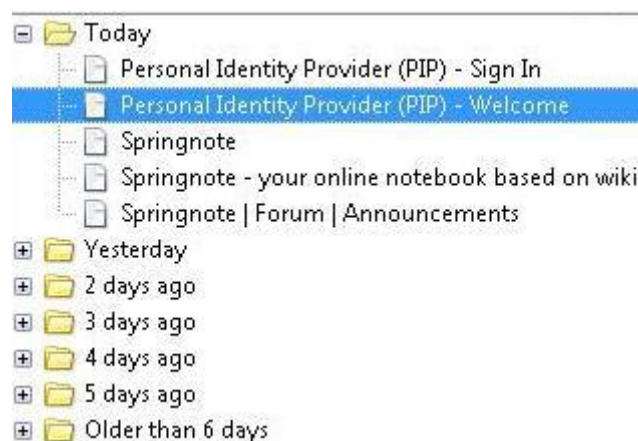 Today
Personal Identity Provider (PIP) - Sign In
Personal Identity Provider (PIP) - Welcome
Springnote
Springnote - your online notebook based on wiki
Springnote | Forum | Announcements
Yesterday
2 days ago
3 days ago
4 days ago
5 days ago
Older than 6 days